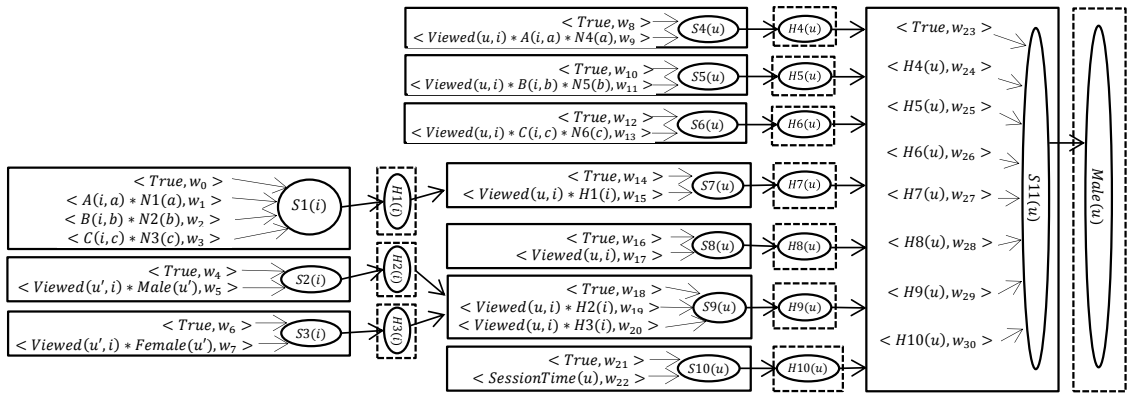 < True, w₈ >
< Viewed(u, i) * A(i, a) * N4(a), w₉ >
S4(u)
H4(u)
< True, w₁₀ >
< Viewed(u, i) * B(i, b) * N5(b), w₁₁ >
S5(u)
H5(u)
< True, w₁₂ >
< Viewed(u, i) * C(i, c) * N6(c), w₁₃ >
S6(u)
H6(u)
< True, w₀ >
< A(i, a) * N1(a), w₁ >
< B(i, b) * N2(b), w₂ >
< C(i, c) * N3(c), w₃ >
S1(i)
H1(i)
< True, w₄ >
< Viewed(u′, i) * Male(u′), w₅ >
S2(i)
H2(i)
< True, w₆ >
< Viewed(u′, i) * Female(u′), w₇ >
S3(i)
H3(i)
< True, w₁₄ >
< Viewed(u, i) * H1(i), w₁₅ >
S7(u)
H7(u)
< True, w₁₆ >
< Viewed(u, i), w₁₇ >
S8(u)
H8(u)
< True, w₁₈ >
< Viewed(u, i) * H2(i), w₁₉ >
< Viewed(u, i) * H3(i), w₂₀ >
S9(u)
H9(u)
< True, w₂₁ >
< SessionTime(u), w₂₂ >
S10(u)
H10(u)
< True, w₂₃ >
< H4(u), w₂₄ >
< H5(u), w₂₅ >
< H6(u), w₂₆ >
< H7(u), w₂₇ >
< H8(u), w₂₈ >
< H9(u), w₂₉ >
< H10(u), w₃₀ >
S11(u)
Male(u)